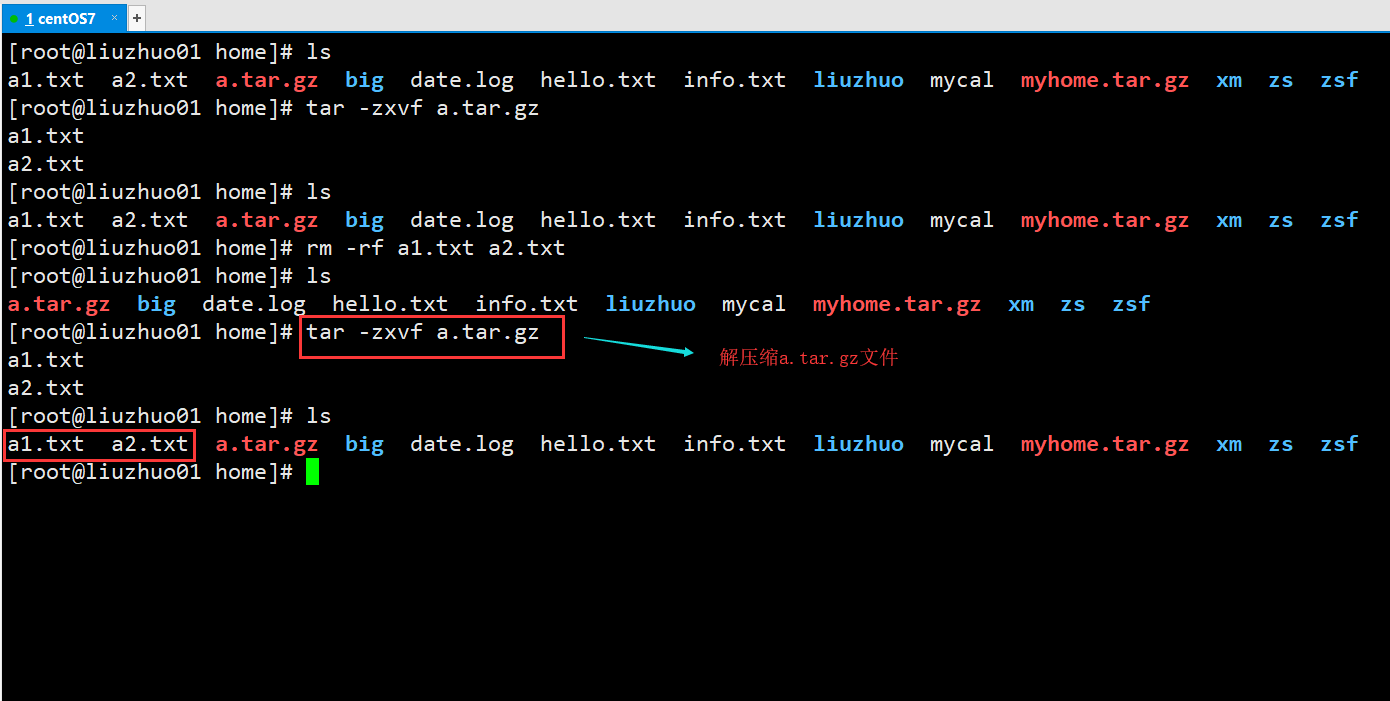 1 centOS7 × +
[root@liuzhuo01 home]# ls
a1.txt a2.txt a.tar.gz big date.log hello.txt info.txt liuzhuo mycal myhome.tar.gz xm zs zsf
[root@liuzhuo01 home]# tar -zxvf a.tar.gz
a1.txt
a2.txt
[root@liuzhuo01 home]# ls
a1.txt a2.txt a.tar.gz big date.log hello.txt info.txt liuzhuo mycal myhome.tar.gz xm zs zsf
[root@liuzhuo01 home]# rm -rf a1.txt a2.txt
[root@liuzhuo01 home]# ls
a.tar.gz big date.log hello.txt info.txt liuzhuo mycal myhome.tar.gz xm zs zsf
[root@liuzhuo01 home]# tar -zxvf a.tar.gz
解压缩a.tar.gz文件
a1.txt
a2.txt
[root@liuzhuo01 home]# ls
a1.txt a2.txt a.tar.gz big date.log hello.txt info.txt liuzhuo mycal myhome.tar.gz xm zs zsf
[root@liuzhuo01 home]#